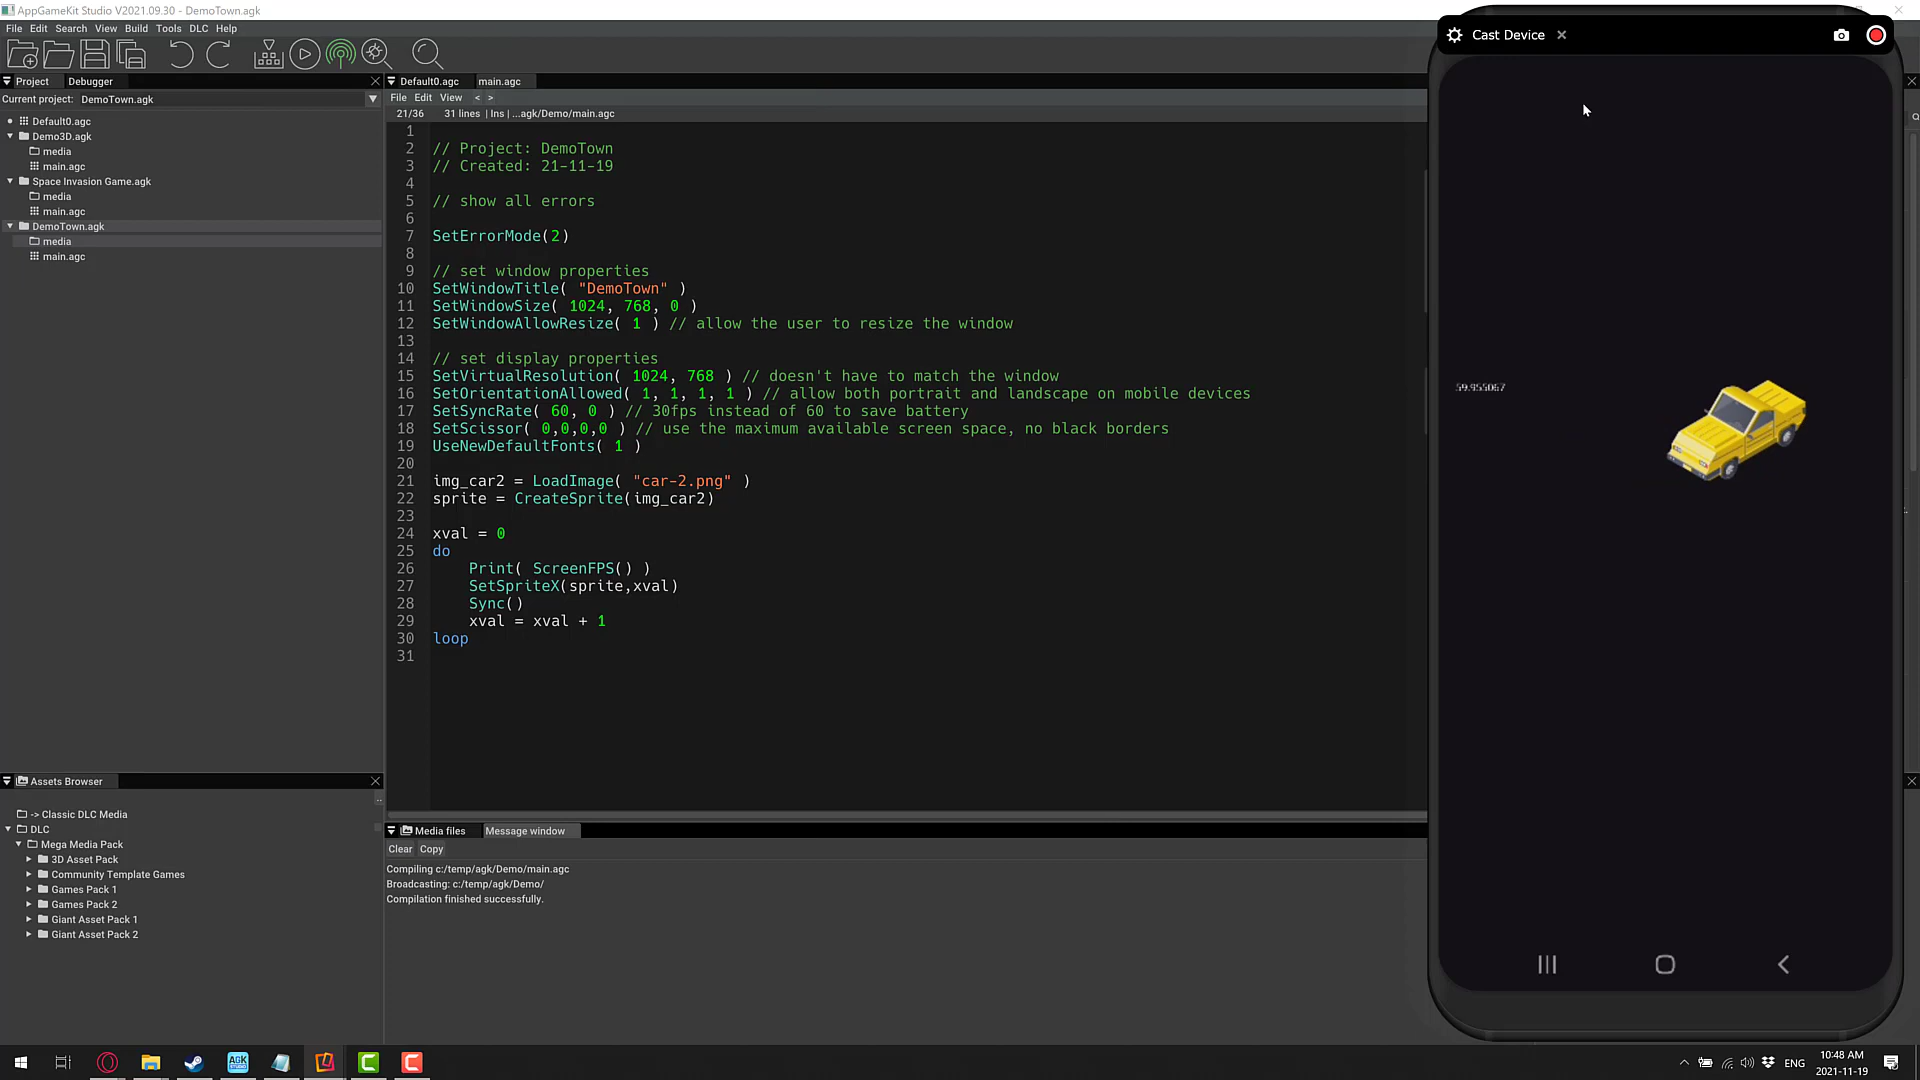 AppGameKit Studio V2021.09.30 - DemoTown.agk
File Edit Search View Build Tools DLC Help
Project Debugger
Current project: DemoTown.agk
Default0.agc
Demo3D.agk
media
main.agc
Space Invasion Game.agk
media
main.agc
DemoTown.agk
media
main.agc
Assets Browser
..
-> Classic DLC Media
DLC
Mega Media Pack
3D Asset Pack
Community Template Games
Games Pack 1
Games Pack 2
Giant Asset Pack 1
Giant Asset Pack 2
Default0.agc main.agc
File Edit View < >
21/36 31 lines | Ins | ...agk/Demo/main.agc
1
2 // Project: DemoTown
3 // Created: 21-11-19
4
5 // show all errors
6
7 SetErrorMode(2)
8
9 // set window properties
10 SetWindowTitle( "DemoTown" )
11 SetWindowSize( 1024, 768, 0 )
12 SetWindowAllowResize( 1 ) // allow the user to resize the window
13
14 // set display properties
15 SetVirtualResolution( 1024, 768 ) // doesn't have to match the window
16 SetOrientationAllowed( 1, 1, 1, 1 ) // allow both portrait and landscape on mobile devices
17 SetSyncRate( 60, 0 ) // 30fps instead of 60 to save battery
18 SetScissor( 0,0,0,0 ) // use the maximum available screen space, no black borders
19 UseNewDefaultFonts( 1 )
20
21 img_car2 = LoadImage( "car-2.png" )
22 sprite = CreateSprite(img_car2)
23
24 xval = 0
25 do
26 Print( ScreenFPS() )
27 SetSpriteX(sprite,xval)
28 Sync()
29 xval = xval + 1
30 loop
31
Media files Message window
Clear Copy
Compiling c:/temp/agk/Demo/main.agc
Broadcasting: c:/temp/agk/Demo/
Compilation finished successfully.
Cast Device
59.955067
AGK STUDIO
ENG
10:48 AM
2021-11-19